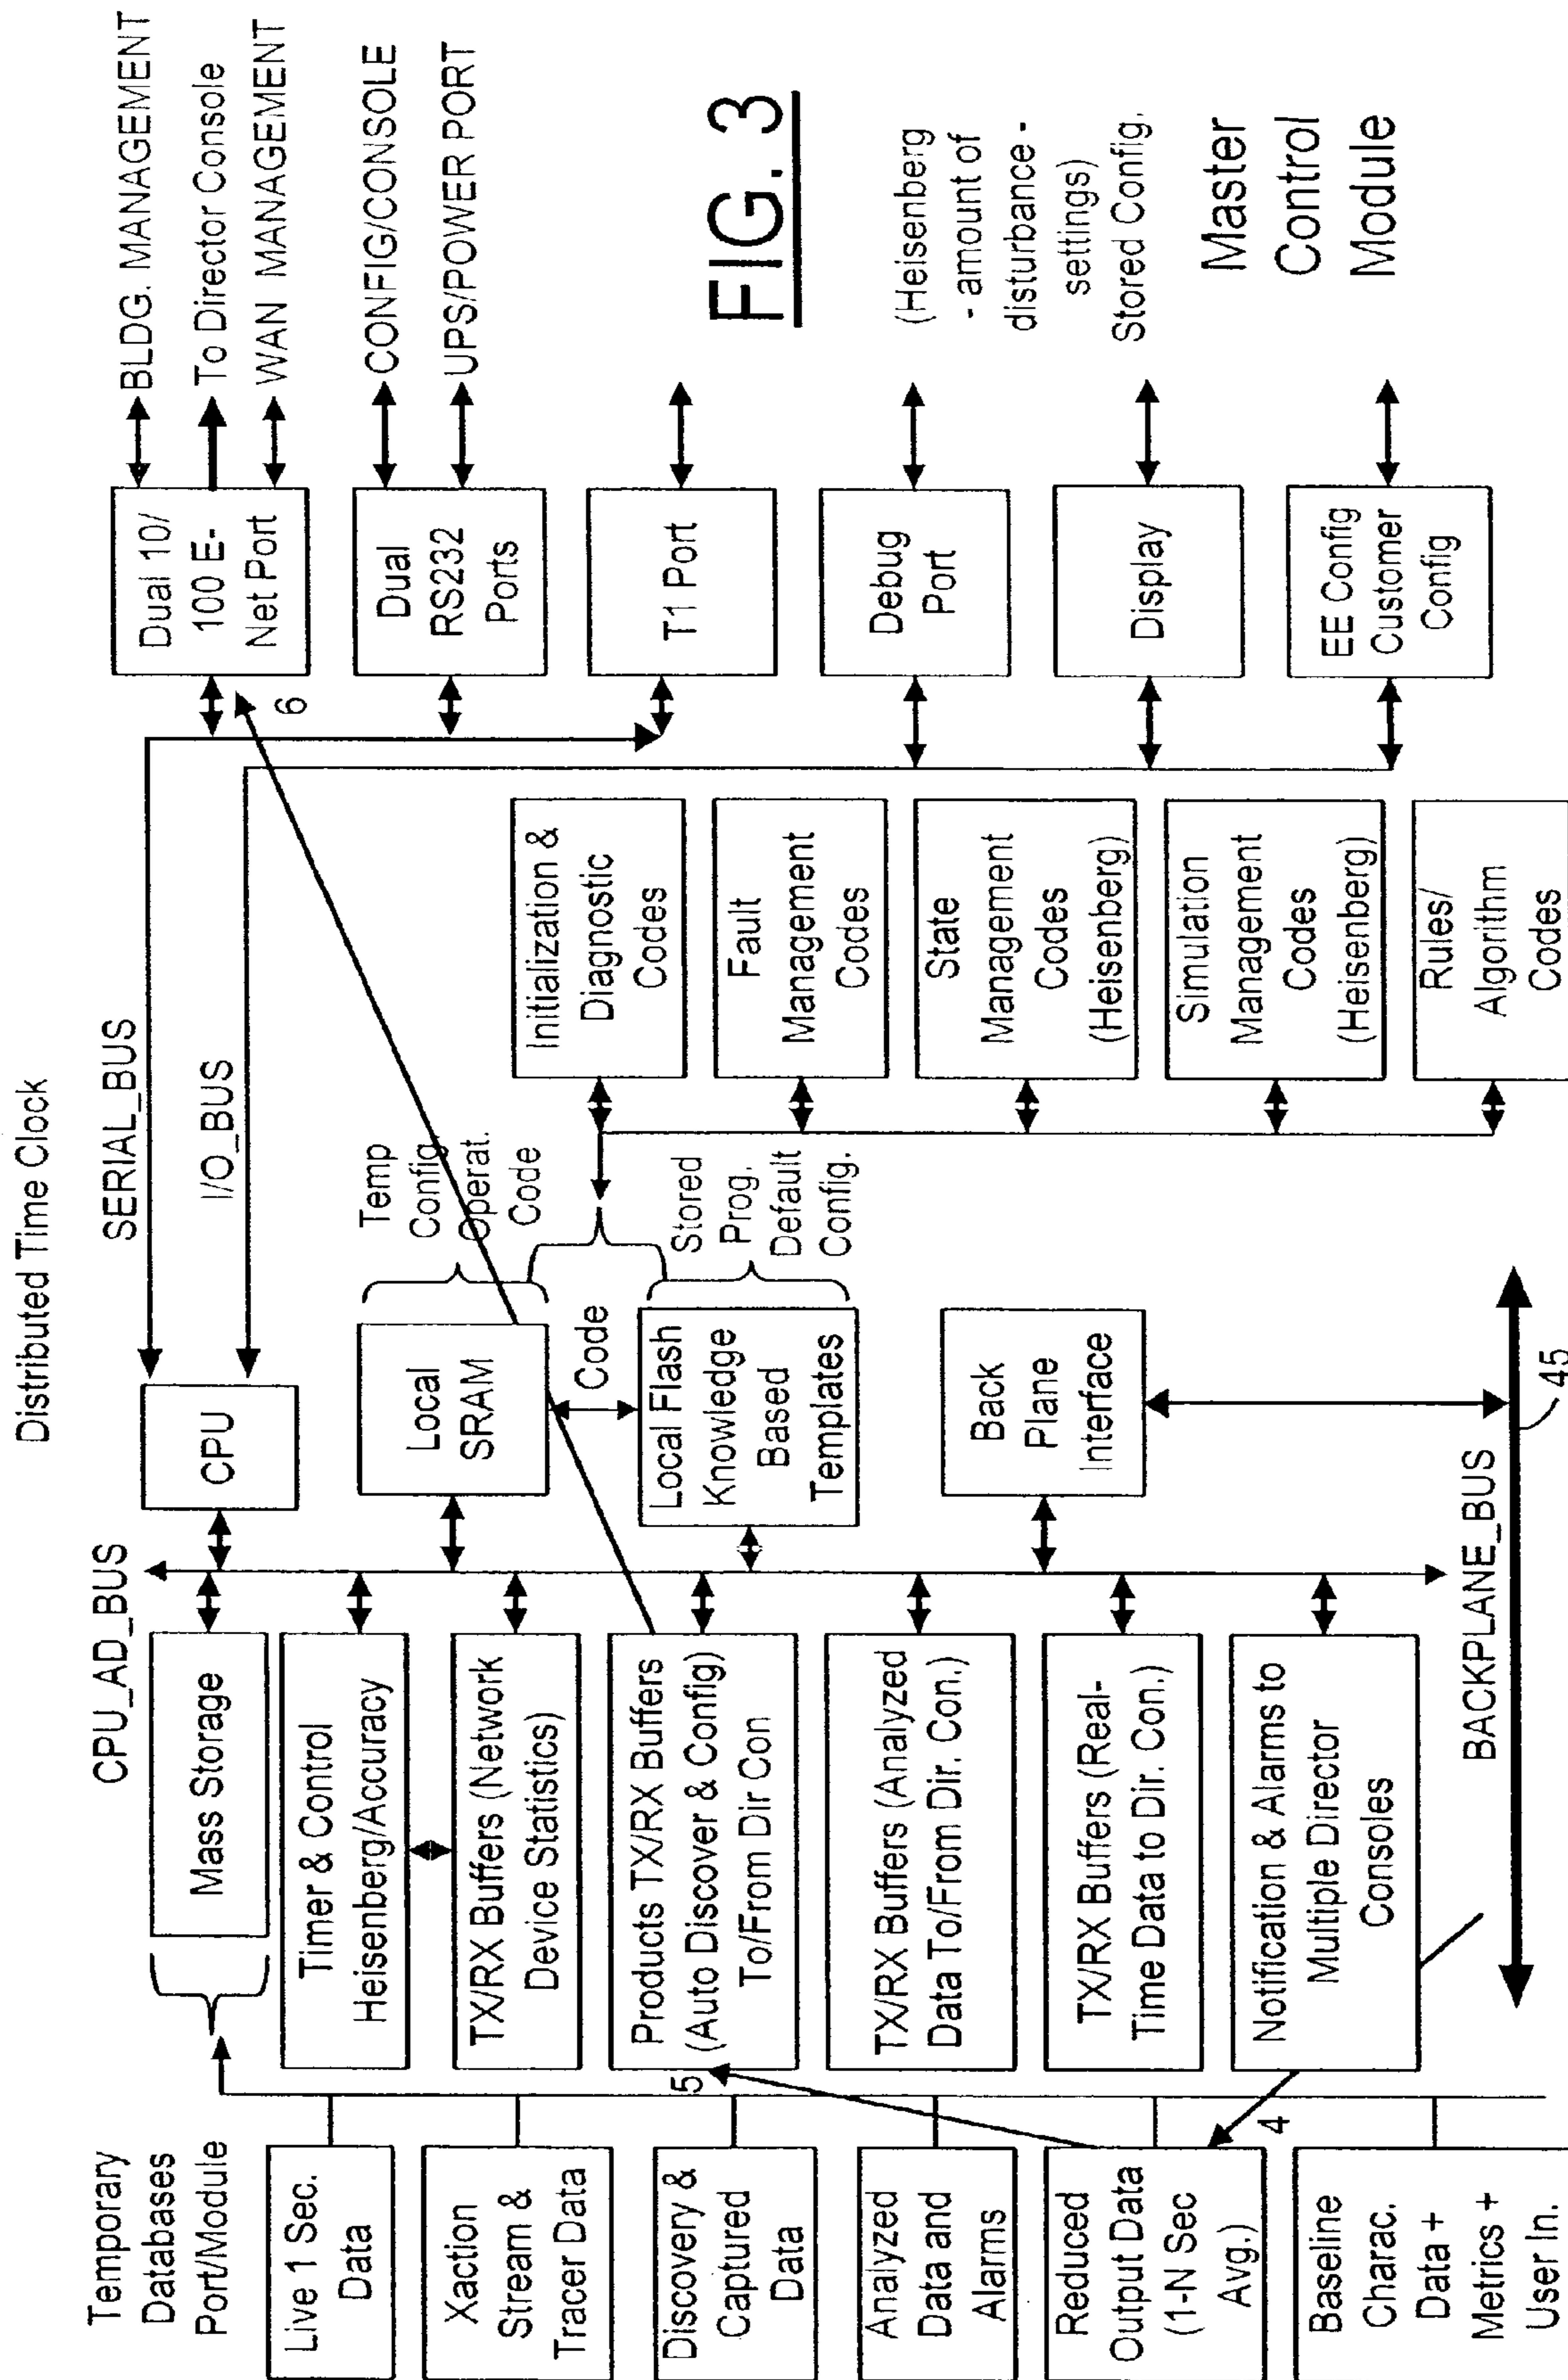 Distributed Time Clock
Temporary
Databases
Port/Module
Live 1 Sec.
Data
Xaction
Stream &
Tracer Data
Discovery &
Captured
Data
Analyzed
Data and
Alarms
Reduced
Output Data
(1-N Sec
Avg.)
Baseline
Charac.
Data +
Metrics +
User In.
4
5
CPU_AD_BUS
Mass Storage
Timer & Control
Heisenberg/Accuracy
TX/RX Buffers (Network
Device Statistics)
Products TX/RX Buffers
(Auto Discover & Config)
To/From Dir Con
TX/RX Buffers (Analyzed
Data To/From Dir. Con.)
TX/RX Buffers (Real-
Time Data to Dir. Con.)
Notification & Alarms to
Multiple Director
Consoles
BACKPLANE_BUS
45
CPU
Local
SRAM
Code
Local Flash
Knowledge
Based
Templates
Back
Plane
Interface
SERIAL_BUS
I/O_BUS
Temp
Config.
Operat.
Code
Stored
Prog.
Default
Config.
Initialization &
Diagnostic
Codes
Fault
Management
Codes
State
Management
Codes
(Heisenberg)
Simulation
Management
Codes
(Heisenberg)
Rules/
Algorithm
Codes
6
Dual 10/
100 E-
Net Port
Dual
RS232
Ports
T1 Port
Debug
Port
Display
EE Config
Customer
Config
BLDG. MANAGEMENT
To Director Console
WAN MANAGEMENT
CONFIG/CONSOLE
UPS/POWER PORT
FIG. 3
(Heisenberg
- amount of
disturbance -
settings)
Stored Config.
Master
Control
Module